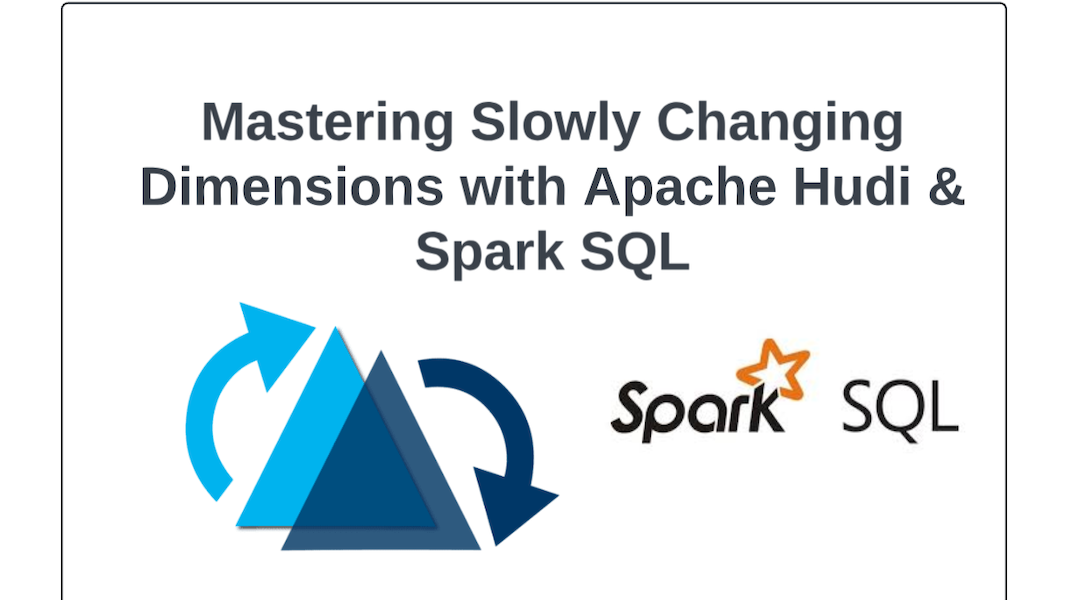 Mastering Slowly Changing
Dimensions with Apache Hudi &
Spark SQL
Spark SQL